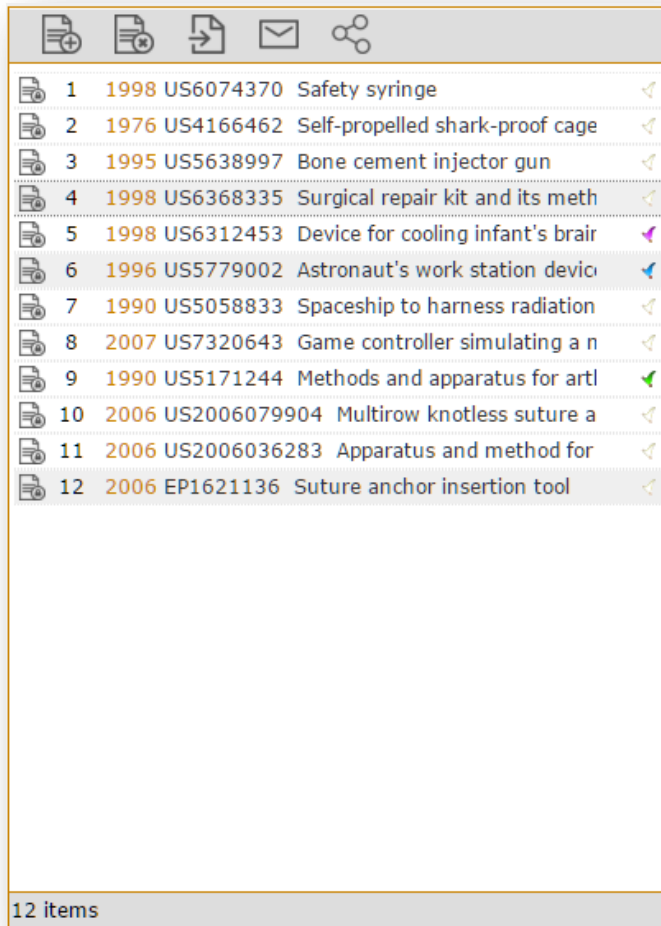 1 1998 US6074370 Safety syringe
2 1976 US4166462 Self-propelled shark-proof cage
3 1995 US5638997 Bone cement injector gun
4 1998 US6368335 Surgical repair kit and its meth
5 1998 US6312453 Device for cooling infant's brain
6 1996 US5779002 Astronaut's work station devic
7 1990 US5058833 Spaceship to harness radiation
8 2007 US7320643 Game controller simulating a m
9 1990 US5171244 Methods and apparatus for arth
10 2006 US2006079904 Multirow knotless suture a
11 2006 US2006036283 Apparatus and method for
12 2006 EP1621136 Suture anchor insertion tool
12 items